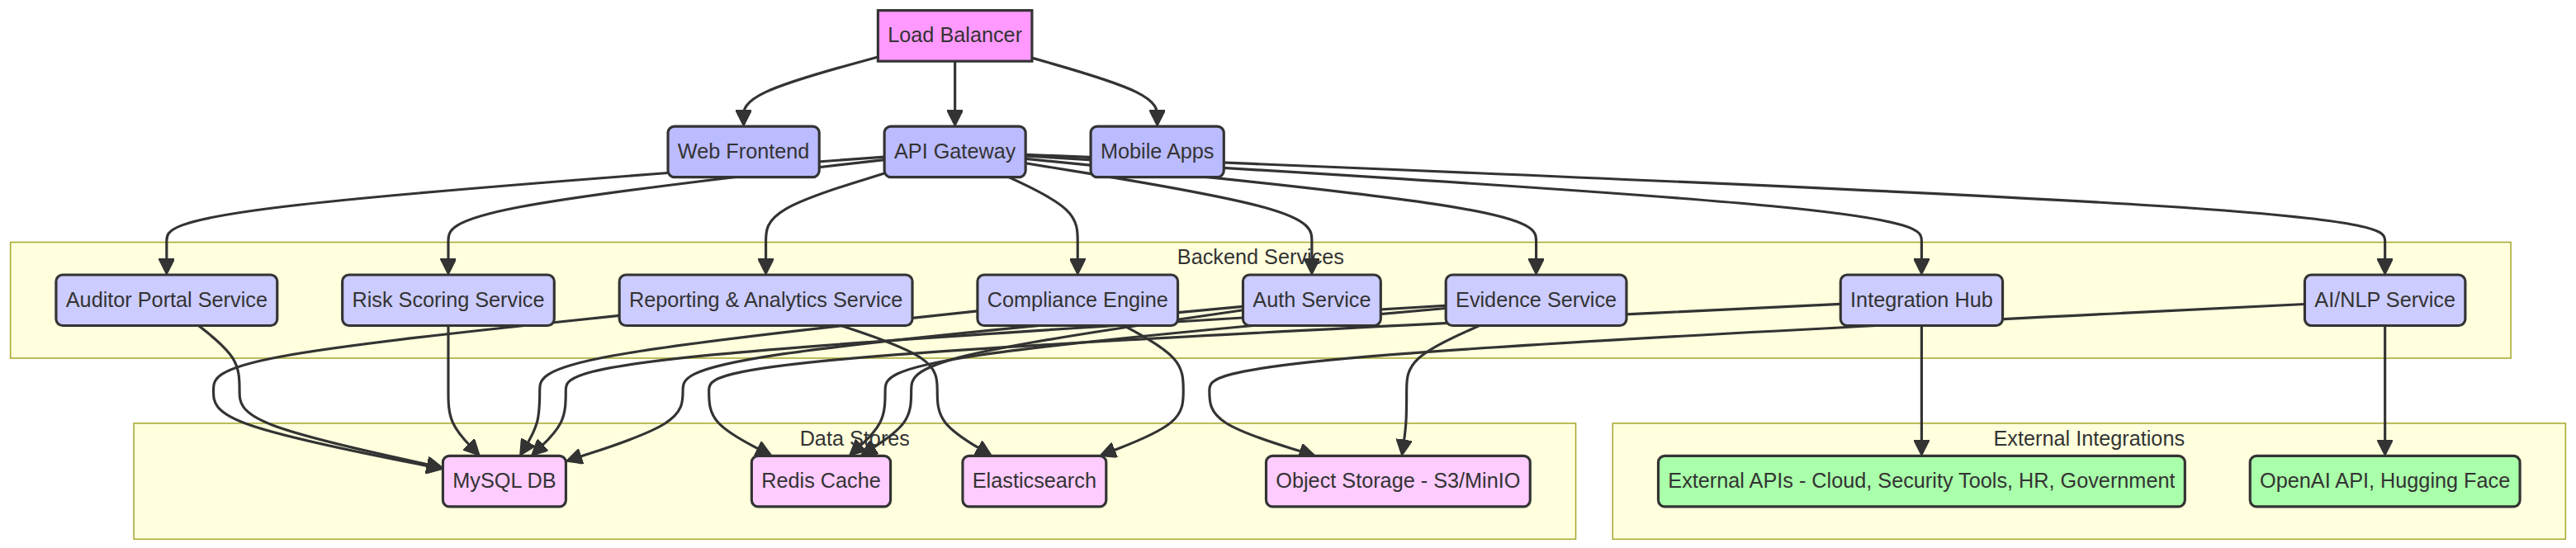 Load Balancer
Web Frontend
API Gateway
Mobile Apps
Backend Services
Auditor Portal Service
Risk Scoring Service
Reporting & Analytics Service
Compliance Engine
Auth Service
Evidence Service
Integration Hub
AI/NLP Service
Data Stores
External Integrations
MySQL DB
Redis Cache
Elasticsearch
Object Storage - S3/MinIO
External APIs - Cloud, Security Tools, HR, Government
OpenAI API, Hugging Face